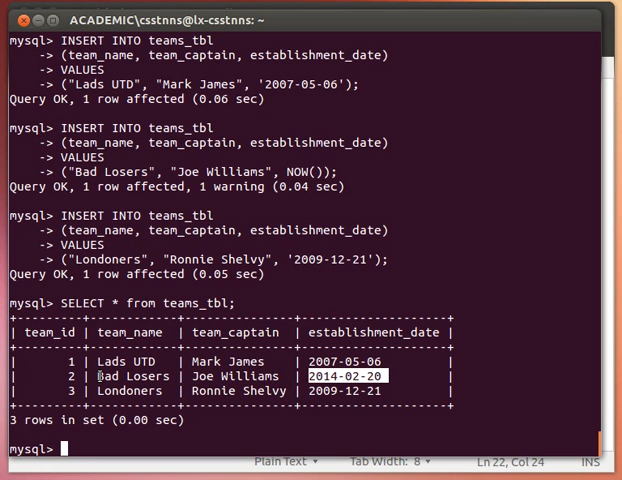 ACADEMIC\csstnns@lx-csstnns: ~
mysql> INSERT INTO teams_tbl
    -> (team_name, team_captain, establishment_date)
    -> VALUES
    -> ("Lads UTD", "Mark James", '2007-05-06');
Query OK, 1 row affected (0.06 sec)
mysql> INSERT INTO teams_tbl
    -> (team_name, team_captain, establishment_date)
    -> VALUES
    -> ("Bad Losers", "Joe Williams", NOW());
Query OK, 1 row affected, 1 warning (0.04 sec)
mysql> INSERT INTO teams_tbl
    -> (team_name, team_captain, establishment_date)
    -> VALUES
    -> ("Londoners", "Ronnie Shelvy", '2009-12-21');
Query OK, 1 row affected (0.05 sec)
mysql> SELECT * from teams_tbl;
+---------+------------+---------------+--------------------+
| team_id | team_name  | team_captain  | establishment_date |
+---------+------------+---------------+--------------------+
|       1 | Lads UTD   | Mark James    | 2007-05-06         |
|       2 | Bad Losers | Joe Williams  | 2014-02-20         |
|       3 | Londoners  | Ronnie Shelvy | 2009-12-21         |
+---------+------------+---------------+--------------------+
3 rows in set (0.00 sec)
mysql>
Plain Text Tab Width: 8 Ln 22, Col 24 INS